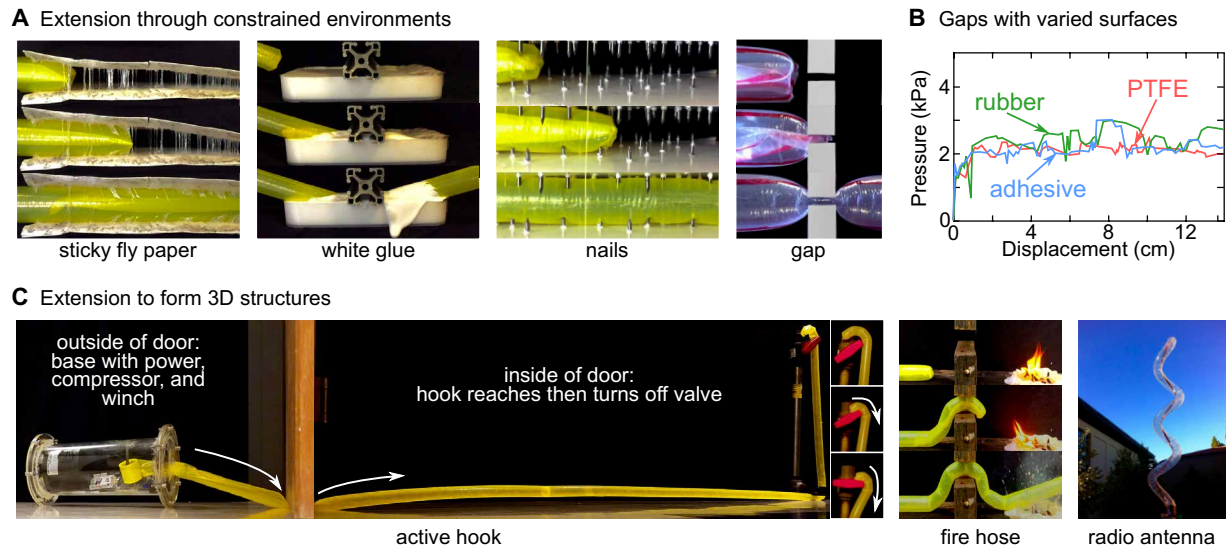 A Extension through constrained environments
sticky fly paper
white glue
nails
gap
B Gaps with varied surfaces
Pressure (kPa)
4
2
0
rubber
PTFE
adhesive
0
4
8
12
Displacement (cm)
C Extension to form 3D structures
outside of door:
base with power,
compressor, and
winch
inside of door:
hook reaches then turns off valve
active hook
fire hose
radio antenna